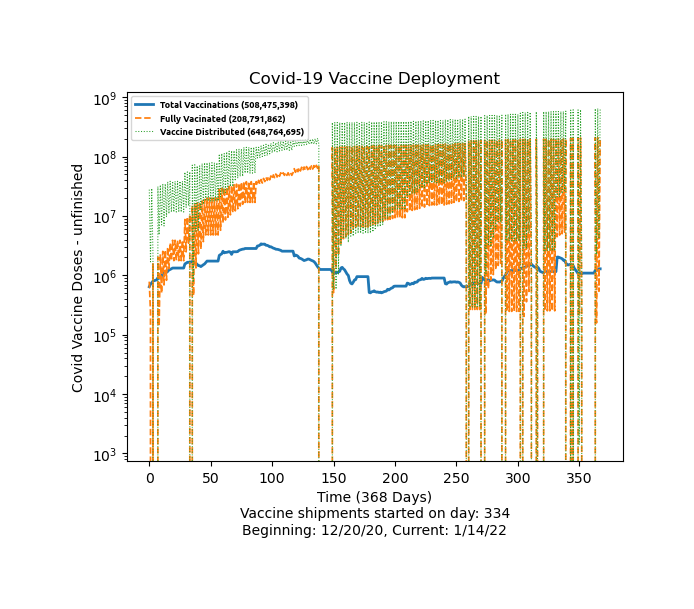 Covid-19 Vaccine Deployment
Total Vaccinations (508,475,398)
Fully Vacinated (208,791,862)
Vaccine Distributed (648,764,695)
Covid Vaccine Doses - unfinished
10⁹
10⁸
10⁷
10⁶
10⁵
10⁴
10³
0 50 100 150 200 250 300 350
Time (368 Days)
Vaccine shipments started on day: 334
Beginning: 12/20/20, Current: 1/14/22